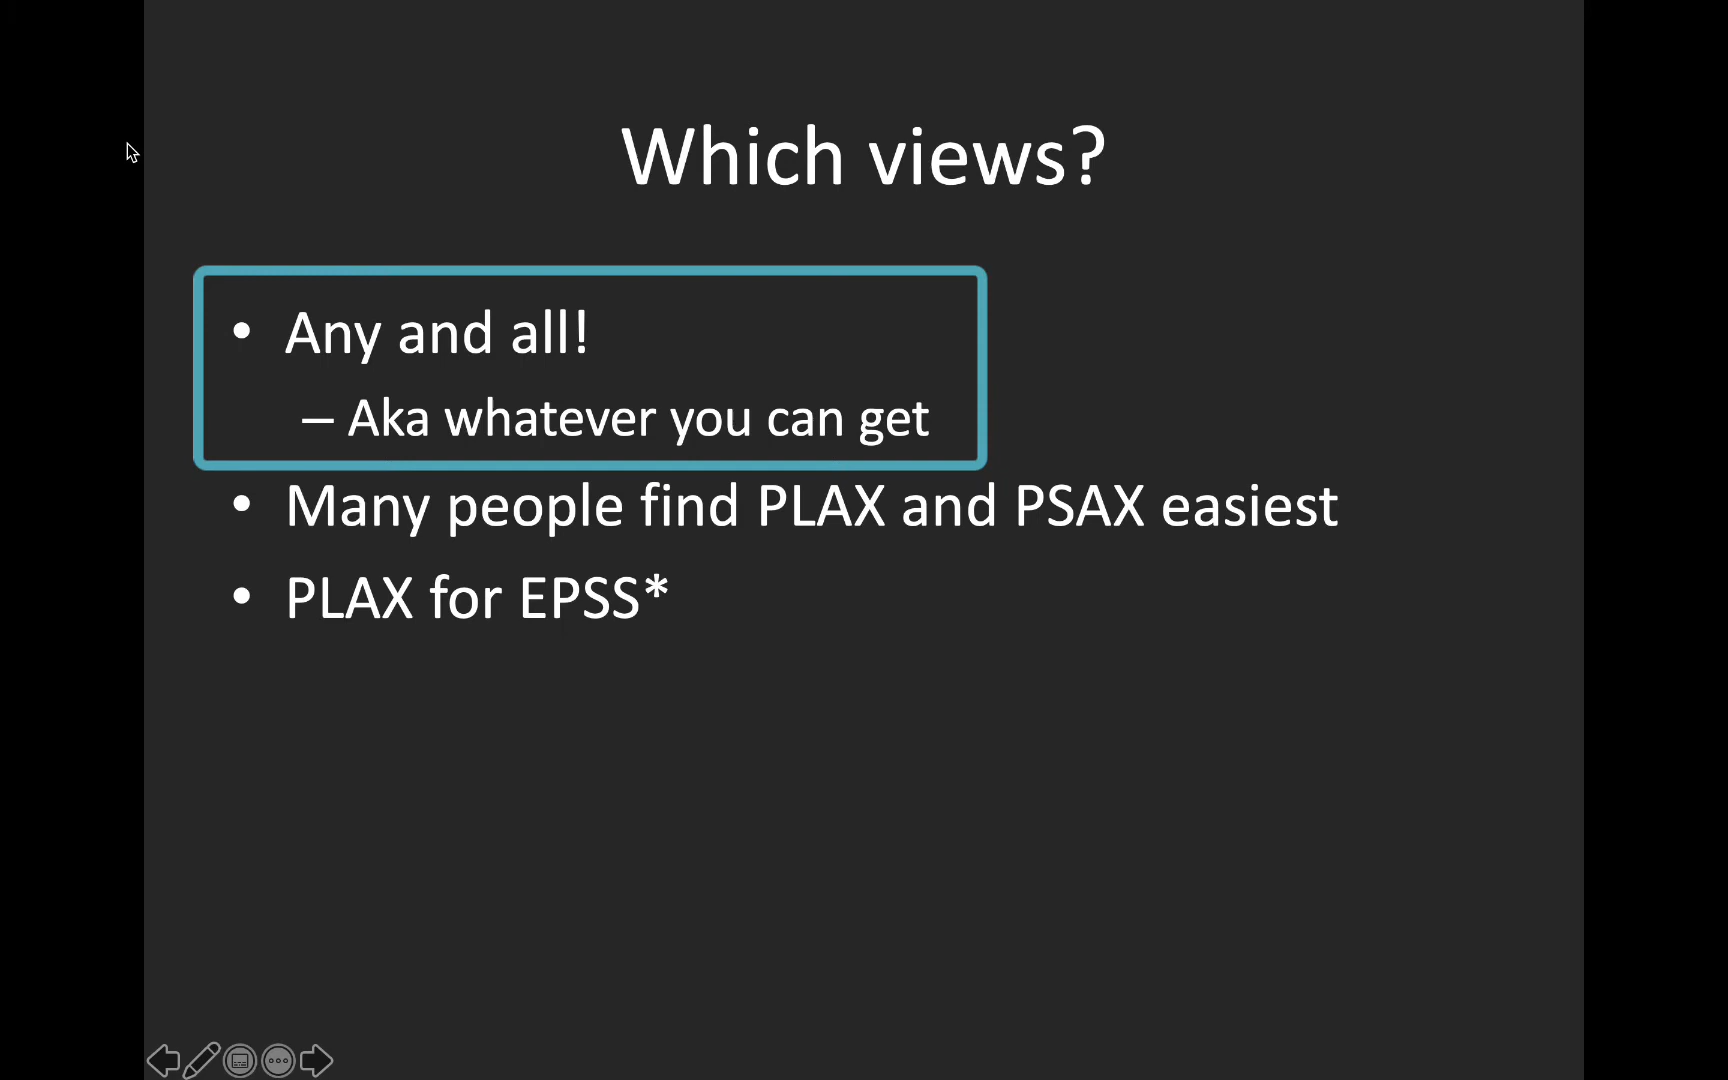 Which views?
• Any and all!
– Aka whatever you can get
• Many people find PLAX and PSAX easiest
• PLAX for EPSS*